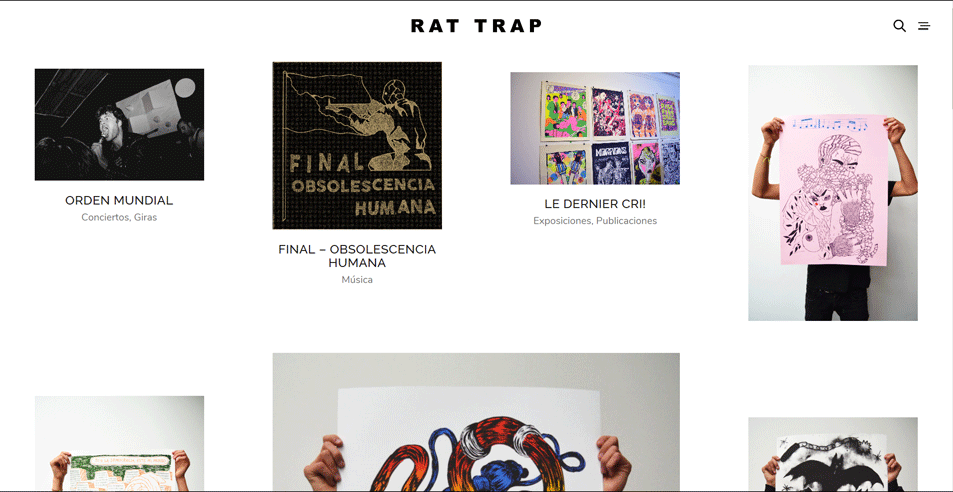 RAT TRAP
FINAL
OBSOLESCENCIA
HUMANA
ORDEN MUNDIAL
Conciertos, Giras
FINAL – OBSOLESCENCIA
HUMANA
Música
LE DERNIER CRI!
Exposiciones, Publicaciones